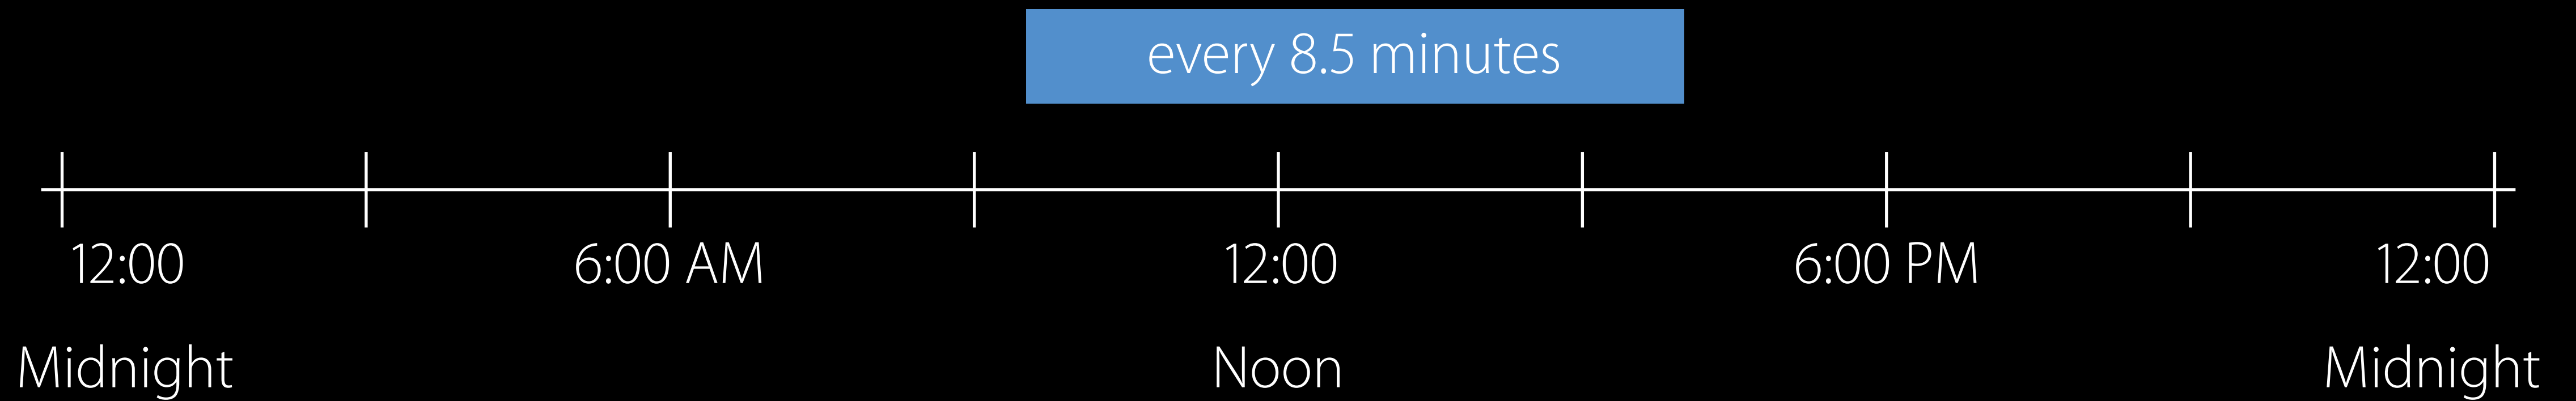 every 8.5 minutes
12:00 6:00 AM 12:00 6:00 PM 12:00
Midnight Noon Midnight